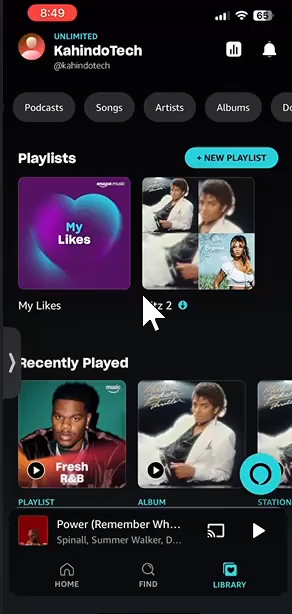 8:49
65
UNLIMITED
KahindoTech
@kahindotech
Podcasts
Songs
Artists
Albums
Do
Playlists
+ NEW PLAYLIST
amazon music
My
Likes
My Likes
tz 2
Recently Played
music
Fresh
R&B
PLAYLIST
ALBUM
STATION
Power (Remember Wh...
Spinall, Summer Walker, D...
HOME
FIND
LIBRARY